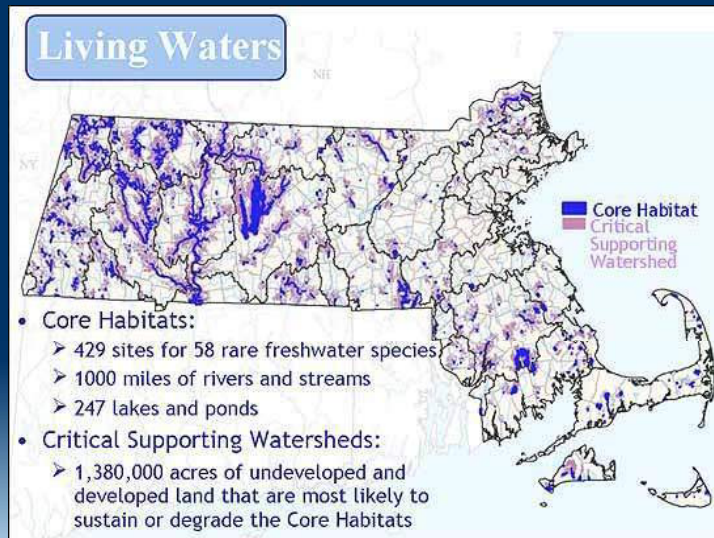 Living Waters
NH
NY
Core Habitat
Critical
Supporting
Watershed
• Core Habitats:
➢ 429 sites for 58 rare freshwater species
➢ 1000 miles of rivers and streams
➢ 247 lakes and ponds
• Critical Supporting Watersheds:
➢ 1,380,000 acres of undeveloped and
developed land that are most likely to
sustain or degrade the Core Habitats